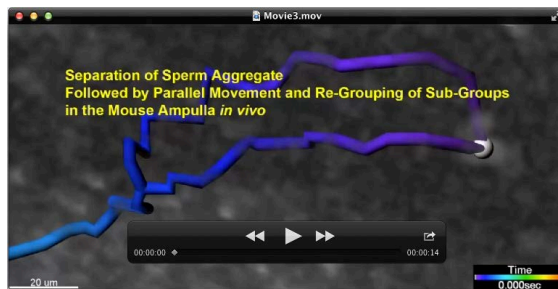 Movie3.mov
Separation of Sperm Aggregate
Followed by Parallel Movement and Re-Grouping of Sub-Groups
in the Mouse Ampulla in vivo
00:00:00
00:00:14
20 um
Time
0.000sec